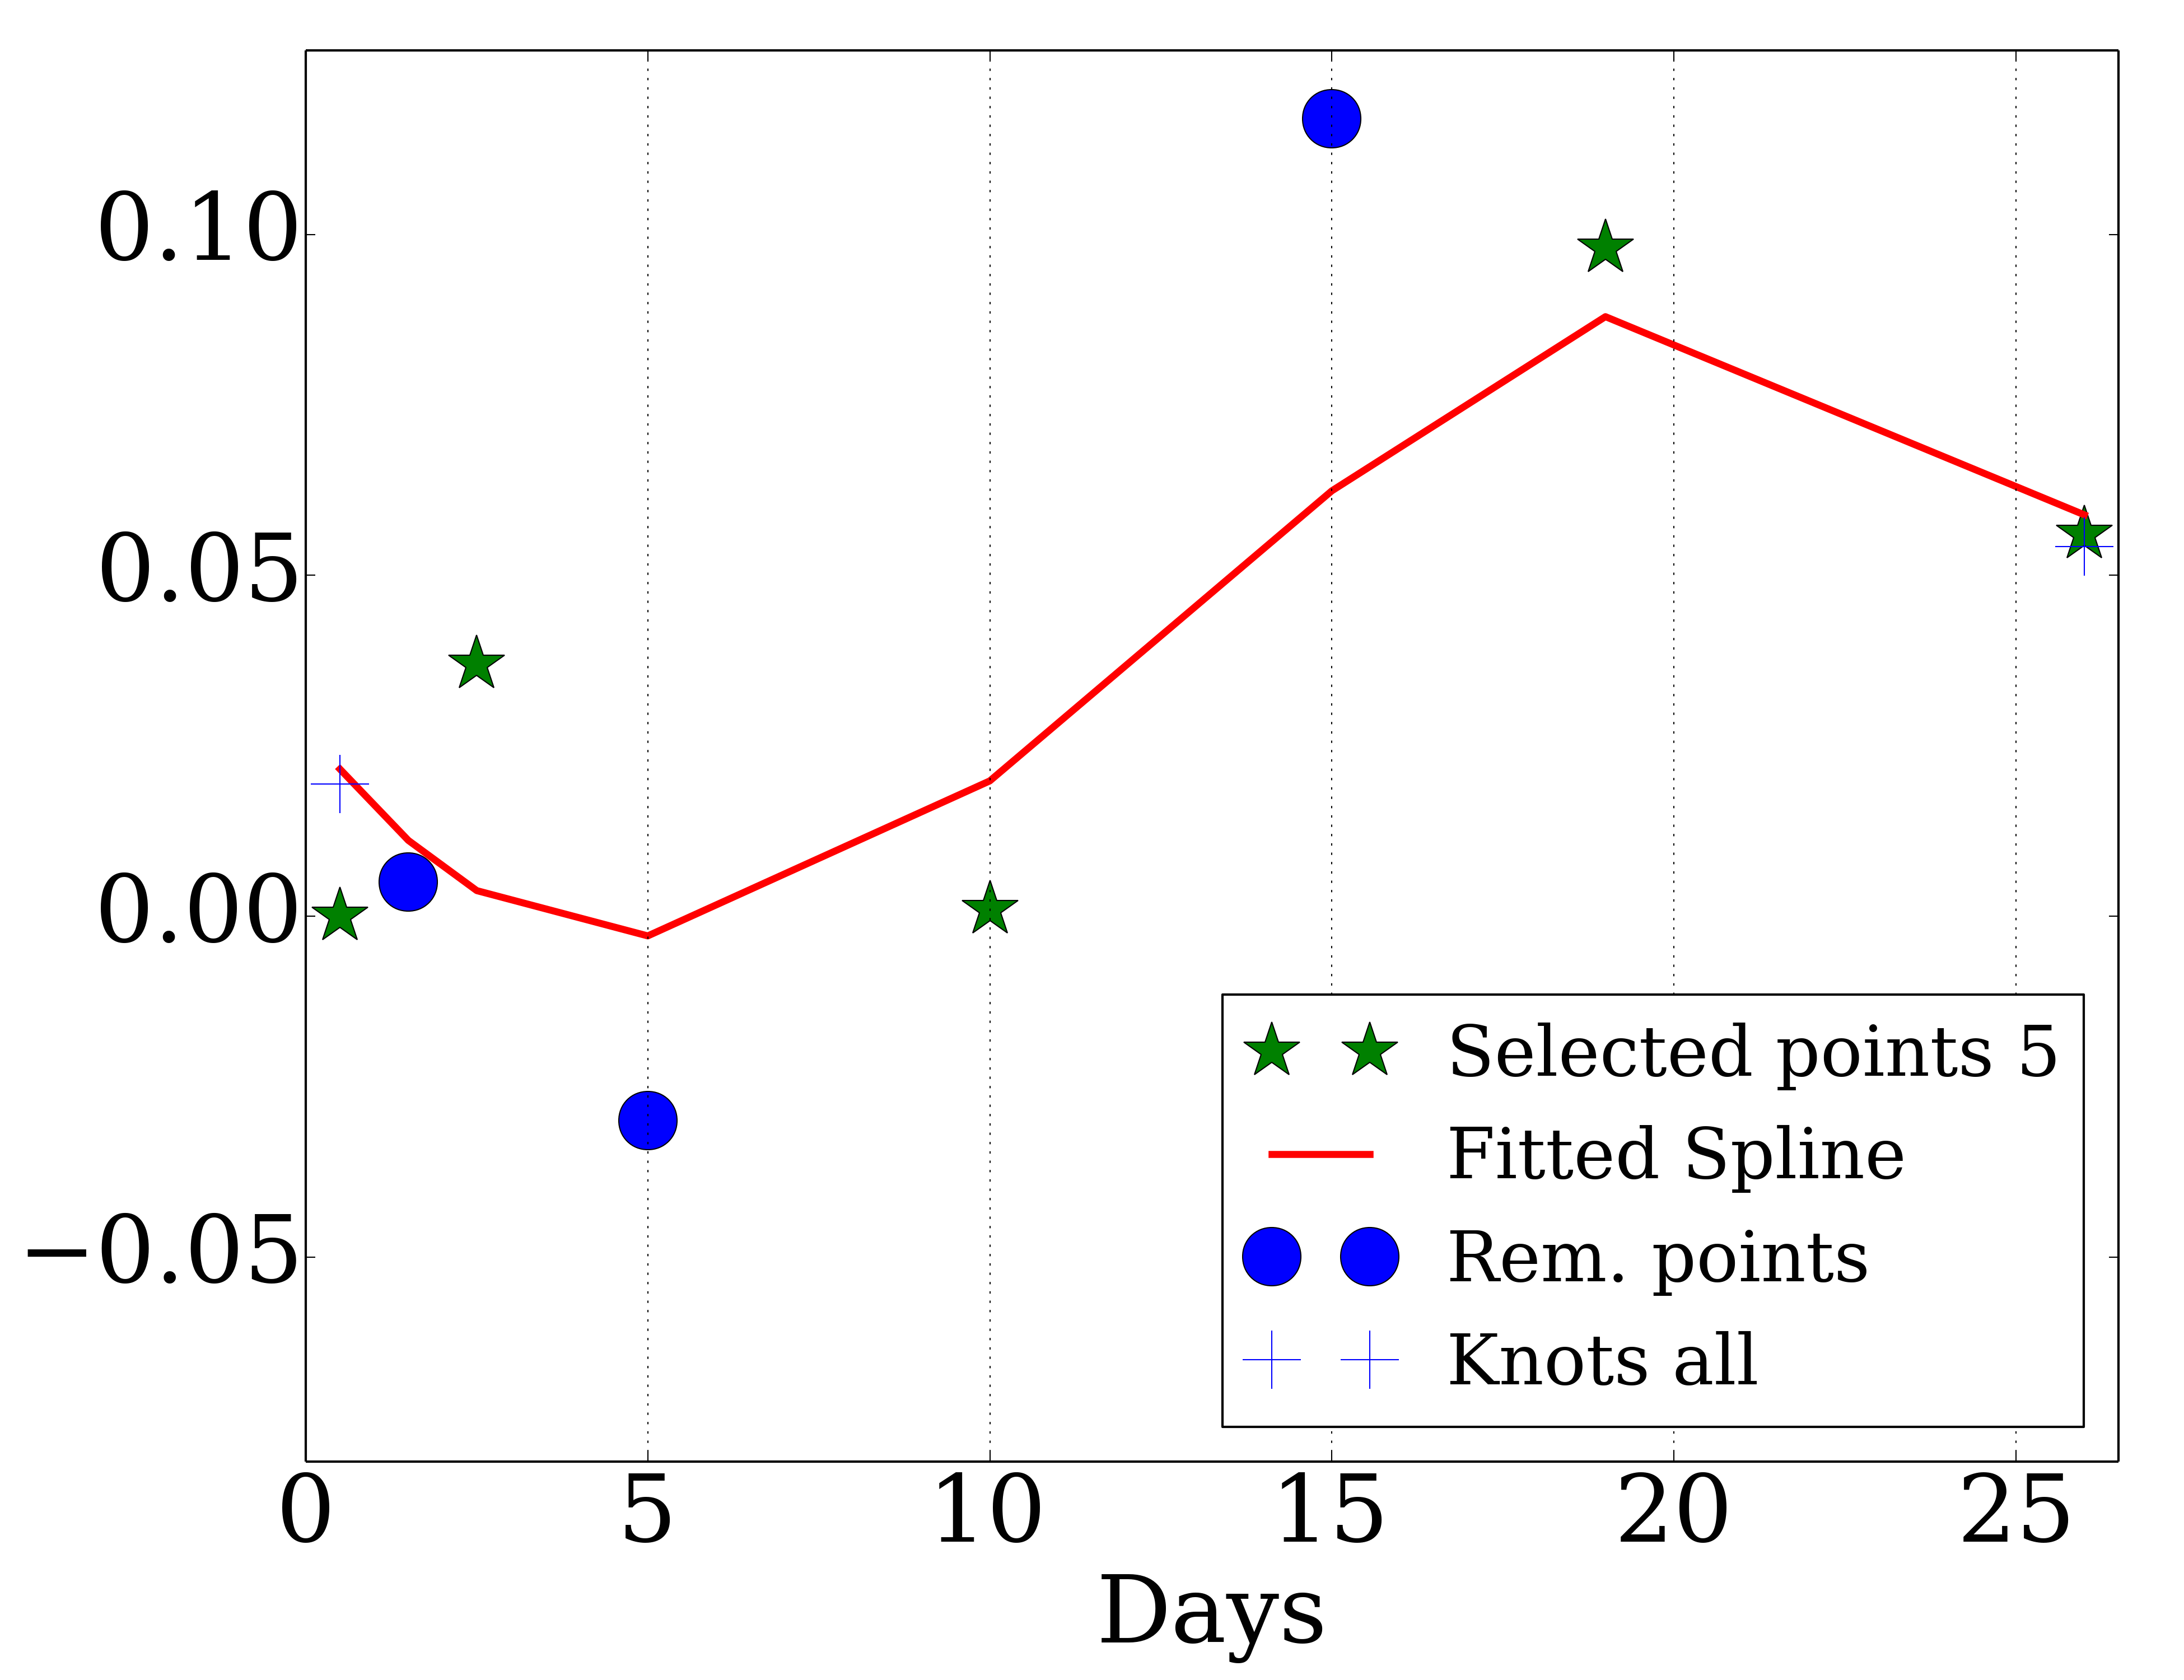 0.10
0.05
0.00
−0.05
Selected points 5
Fitted Spline
Rem. points
Knots all
0 5 10 15 20 25
Days